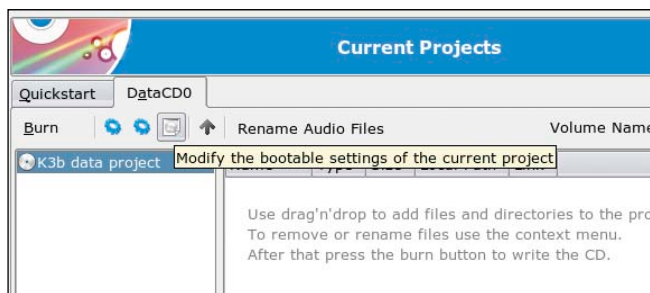 Current Projects
Quickstart DataCD0
Burn Rename Audio Files Volume Name
K3b data project Modify the bootable settings of the current project
Use drag'n'drop to add files and directories to the pro
To remove or rename files use the context menu.
After that press the burn button to write the CD.